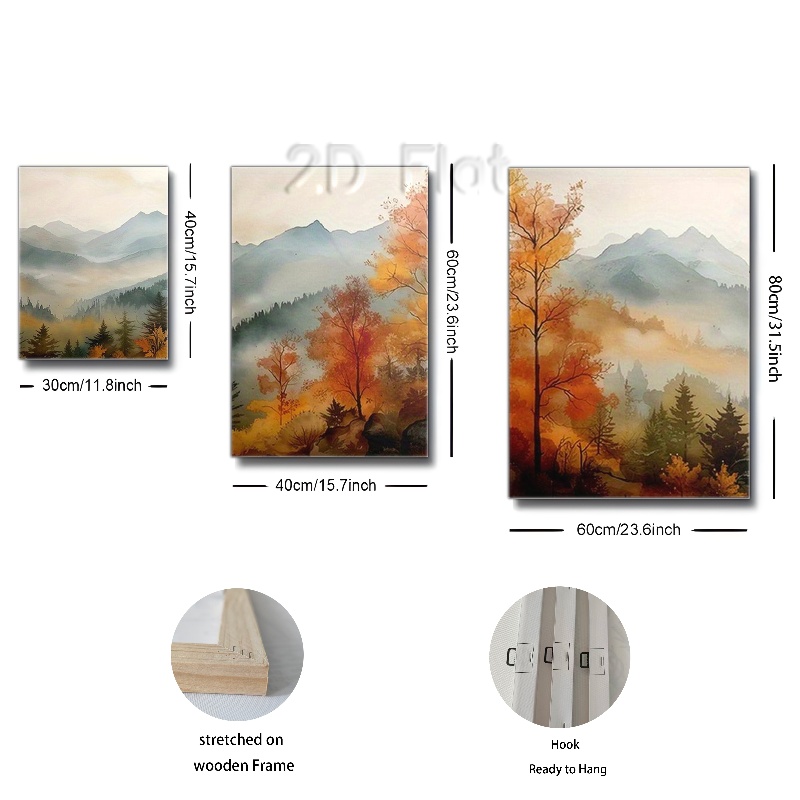 2D Flat
40cm/15.7inch
30cm/11.8inch
60cm/23.6inch
40cm/15.7inch
80cm/31.5inch
60cm/23.6inch
stretched on
wooden Frame
Hook
Ready to Hang